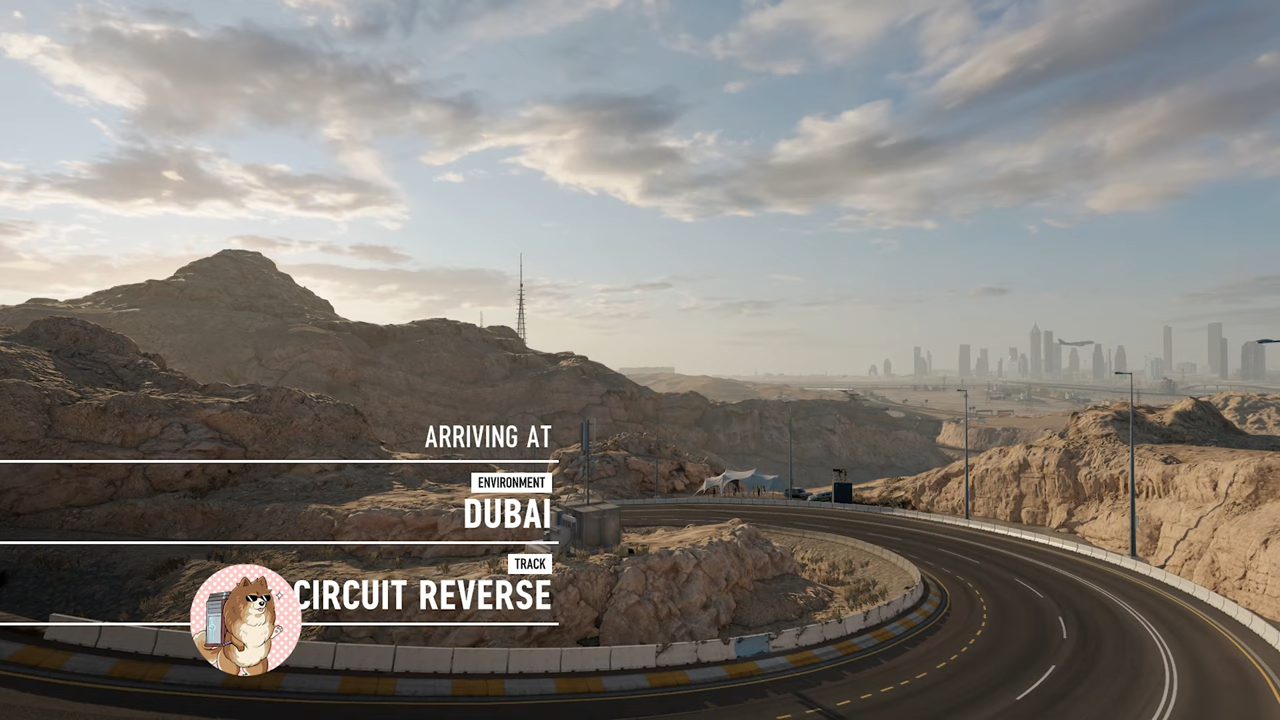 ARRIVING AT
ENVIRONMENT
DUBAI
TRACK
CIRCUIT REVERSE